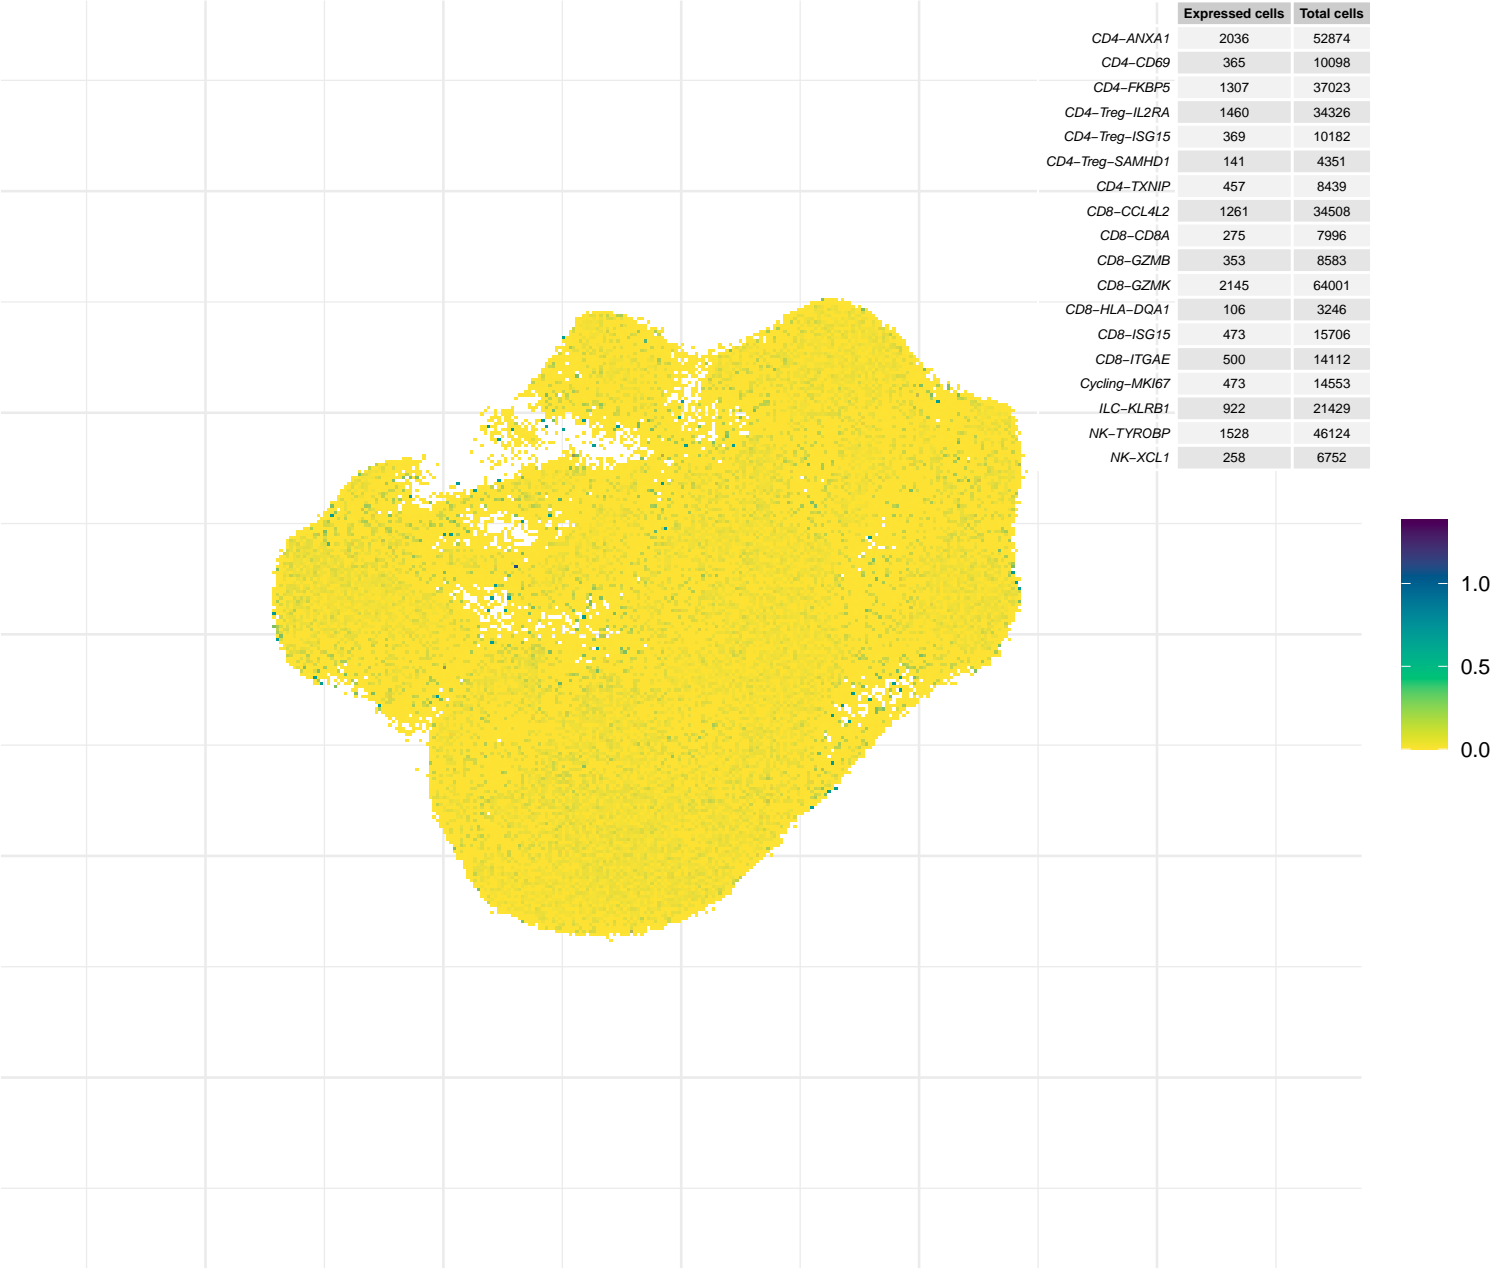 Expressed cells Total cells
CD4−ANXA1 2036 52874
CD4−CD69 365 10098
CD4−FKBP5 1307 37023
CD4−Treg−IL2RA 1460 34326
CD4−Treg−ISG15 369 10182
CD4−Treg−SAMHD1 141 4351
CD4−TXNIP 457 8439
CD8−CCL4L2 1261 34508
CD8−CD8A 275 7996
CD8−GZMB 353 8583
CD8−GZMK 2145 64001
CD8−HLA−DQA1 106 3246
CD8−ISG15 473 15706
CD8−ITGAE 500 14112
Cycling−MKI67 473 14553
ILC−KLRB1 922 21429
NK−TYROBP 1528 46124
NK−XCL1 258 6752
1.0
0.5
0.0